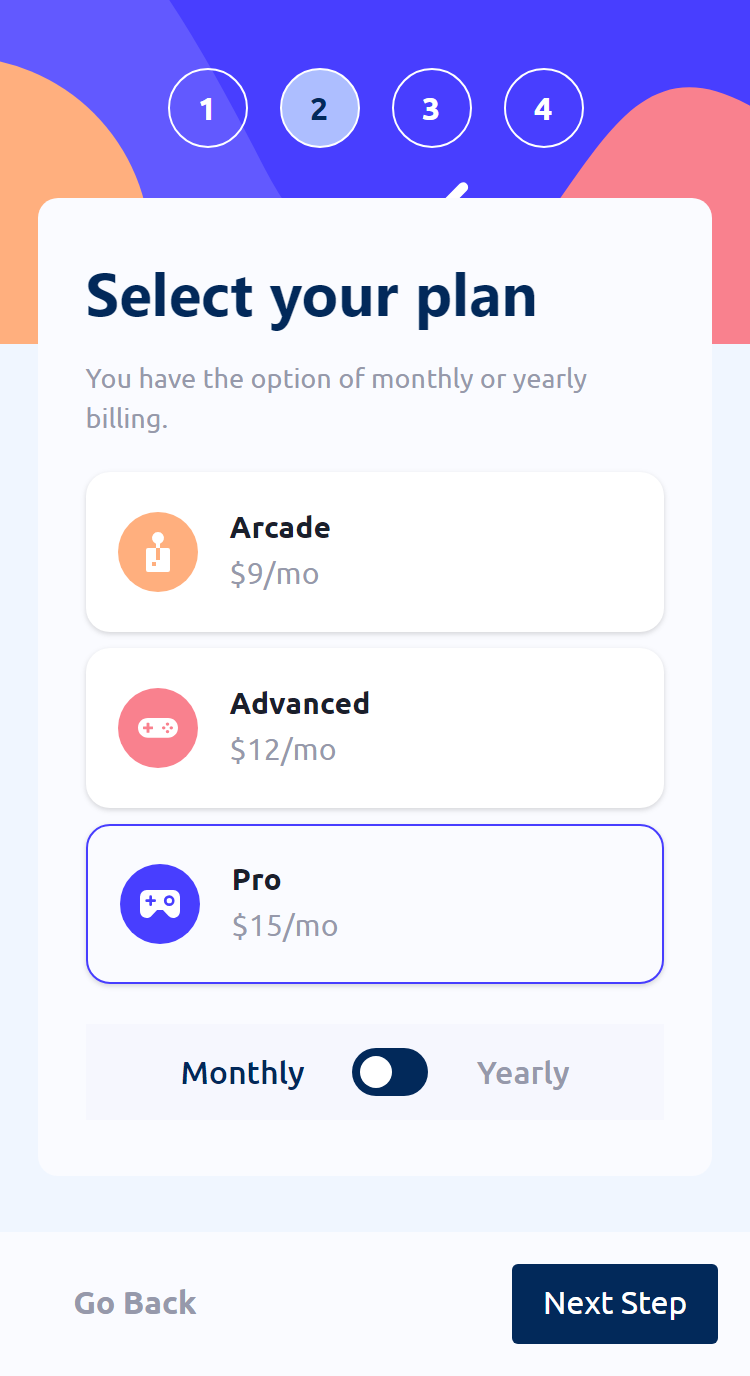 1 2 3 4
Select your plan
You have the option of monthly or yearly
billing.
Arcade
$9/mo
Advanced
$12/mo
Pro
$15/mo
Monthly Yearly
Go Back Next Step